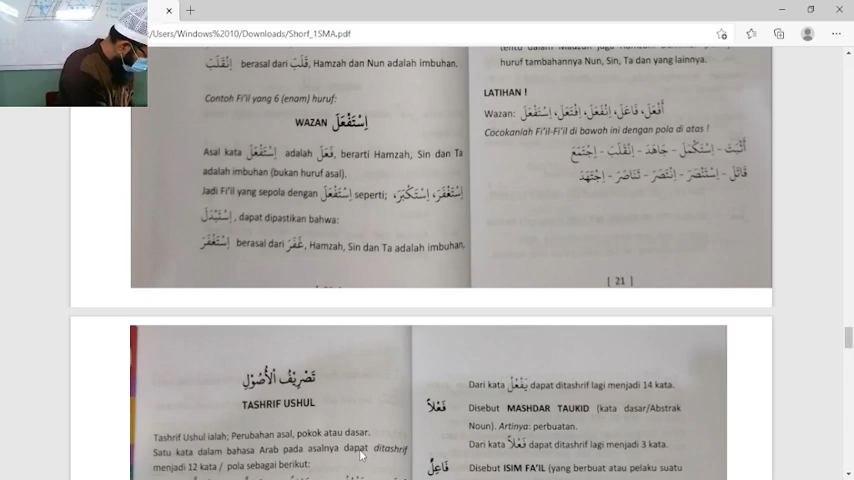 /Users/Windows%2010/Downloads/Shorf_1SMA.pdf
اِنْقَلَبَ berasal dari قَلَبَ, Hamzah dan Nun adalah imbuhan.
Contoh Fi'il yang 6 (enam) huruf:
WAZAN اِسْتَفْعَلَ
Asal kata اِسْتَفْعَلَ adalah فَعَلَ, berarti Hamzah, Sin dan Ta
adalah imbuhan (bukan huruf asal).
Jadi Fi'il yang sepola dengan اِسْتَفْعَلَ seperti; اِسْتَغْفَرَ، اِسْتَكْبَرَ،
اِسْتَبْدَلَ, dapat dipastikan bahwa:
اِسْتَغْفَرَ berasal dari غَفَرَ, Hamzah, Sin dan Ta adalah imbuhan,
huruf tambahannya Nun, Sin, Ta dan yang lainnya.
LATIHAN !
Wazan: أَفْعَلَ، فَاعَلَ، اِنْفَعَلَ، اِفْتَعَلَ، اِسْتَفْعَلَ
Cocokanlah Fi'il-Fi'il di bawah ini dengan pola di atas !
أَثْبَتَ – اِسْتَكْمَلَ – جَاهَدَ – اِنْقَلَبَ – اِجْتَمَعَ
قَاتَلَ – اِسْتَنْصَرَ – اِنْتَصَرَ – تَنَاصَرَ – اِجْتَهَدَ
[ 21 ]
تَصْرِيْفُ الْأُصُوْلِ
TASHRIF USHUL
Tashrif Ushul ialah; Perubahan asal, pokok atau dasar.
Satu kata dalam bahasa Arab pada asalnya dapat ditashrif
menjadi 12 kata / pola sebagai berikut:
Dari kata يَفْعُلُ dapat ditashrif lagi menjadi 14 kata.
فَعْلاً Disebut MASHDAR TAUKID (kata dasar/Abstrak
Noun). Artinya: perbuatan.
Dari kata فَعْلاً dapat ditashrif lagi menjadi 3 kata.
فَاعِلٌ Disebut ISIM FA'IL (yang berbuat atau pelaku suatu